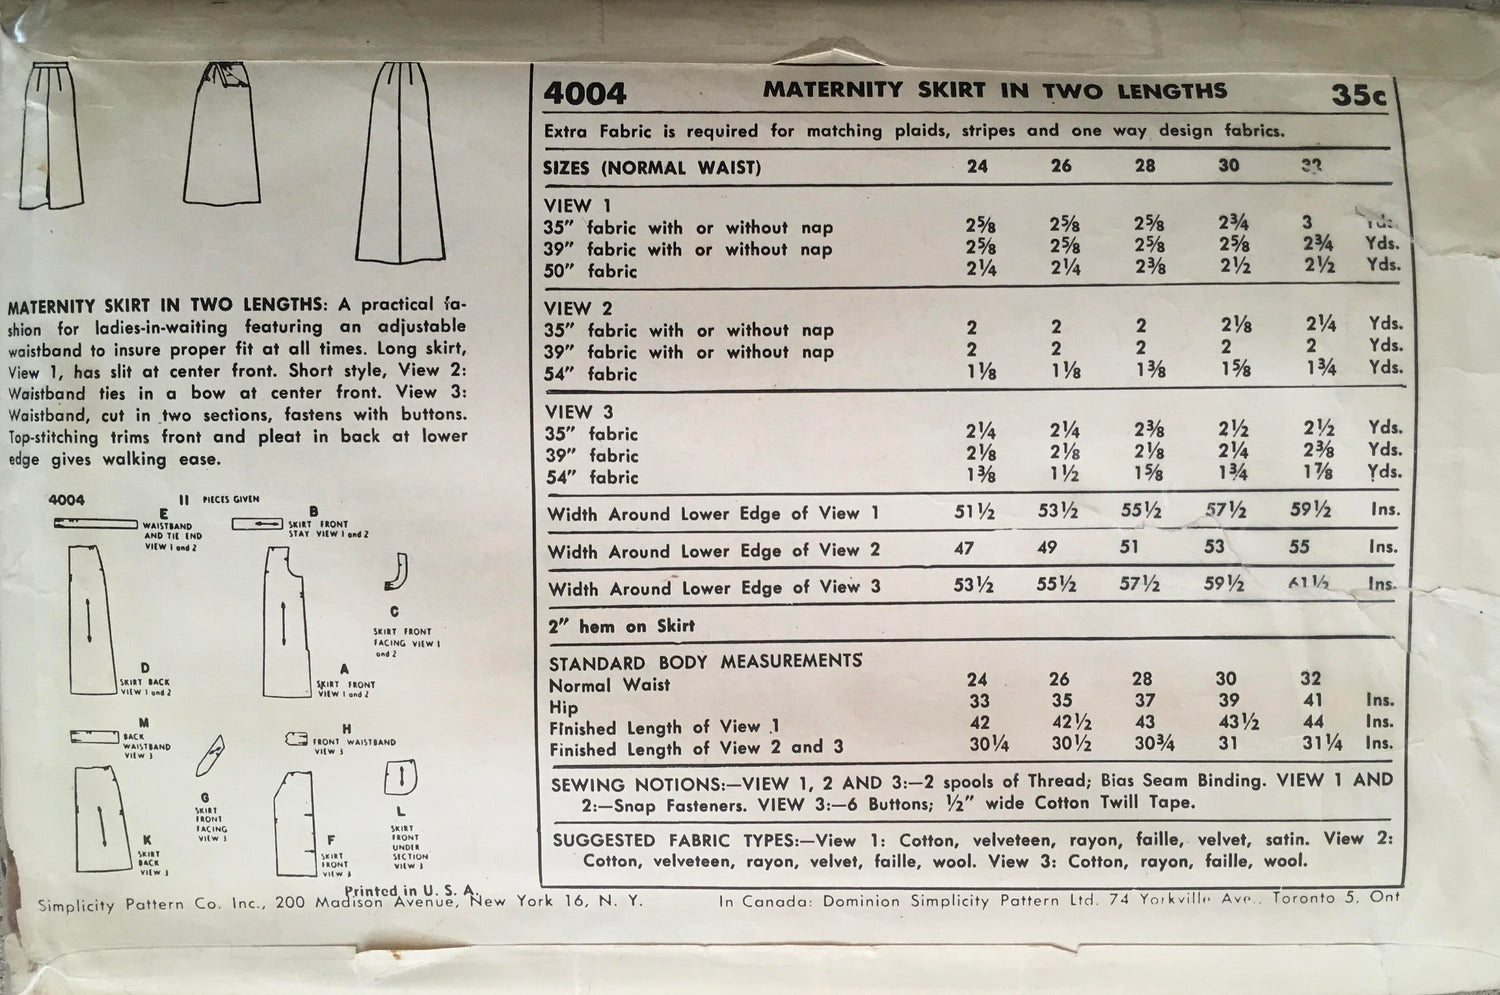 4004 MATERNITY SKIRT IN TWO LENGTHS 35c
Extra Fabric is required for matching plaids, stripes and one way design fabrics.
SIZES (NORMAL WAIST) 24 26 28 30 32
VIEW 1
35" fabric with or without nap 2⅝ 2⅝ 2⅝ 2¾ 3 Yds.
39" fabric with or without nap 2⅝ 2⅝ 2⅝ 2⅝ 2¾ Yds.
50" fabric 2¼ 2¼ 2⅜ 2½ 2½ Yds.
VIEW 2
35" fabric with or without nap 2 2 2 2⅛ 2¼ Yds.
39" fabric with or without nap 2 2 2 2 2 Yds.
54" fabric 1⅛ 1⅛ 1⅜ 1⅝ 1¾ Yds.
VIEW 3
35" fabric 2¼ 2¼ 2⅜ 2½ 2½ Yds.
39" fabric 2⅛ 2⅛ 2⅛ 2¼ 2⅜ Yds.
54" fabric 1⅜ 1½ 1⅝ 1¾ 1⅞ Yds.
Width Around Lower Edge of View 1 51½ 53½ 55½ 57½ 59½ Ins.
Width Around Lower Edge of View 2 47 49 51 53 55 Ins.
Width Around Lower Edge of View 3 53½ 55½ 57½ 59½ 61½ Ins.
2" hem on Skirt
STANDARD BODY MEASUREMENTS
Normal Waist 24 26 28 30 32
Hip 33 35 37 39 41 Ins.
Finished Length of View 1 42 42½ 43 43½ 44 Ins.
Finished Length of View 2 and 3 30¼ 30½ 30¾ 31 31¼ Ins.
SEWING NOTIONS:—VIEW 1, 2 AND 3:—2 spools of Thread; Bias Seam Binding. VIEW 1 AND
2:—Snap Fasteners. VIEW 3:—6 Buttons; ½" wide Cotton Twill Tape.
SUGGESTED FABRIC TYPES:—View 1: Cotton, velveteen, rayon, faille, velvet, satin. View 2:
Cotton, velveteen, rayon, velvet, faille, wool. View 3: Cotton, rayon, faille, wool.
MATERNITY SKIRT IN TWO LENGTHS: A practical fa-
shion for ladies-in-waiting featuring an adjustable
waistband to insure proper fit at all times. Long skirt,
View 1, has slit at center front. Short style, View 2:
Waistband ties in a bow at center front. View 3:
Waistband, cut in two sections, fastens with buttons.
Top-stitching trims front and pleat in back at lower
edge gives walking ease.
4004 11 PIECES GIVEN
E
WAISTBAND
AND TIE END
VIEW 1 and 2
B
SKIRT FRONT
STAY VIEW 1 and 2
C
SKIRT FRONT
FACING VIEW 1
and 2
D
SKIRT BACK
VIEW 1 and 2
A
SKIRT FRONT
VIEW 1 and 2
M
BACK
WAISTBAND
VIEW 3
H
FRONT WAISTBAND
VIEW 3
G
SKIRT
FRONT
FACING
VIEW 3
L
SKIRT
FRONT
UNDER
SECTION
VIEW 3
K
SKIRT
BACK
VIEW 3
F
SKIRT
FRONT
VIEW 3
Printed in U. S. A.
Simplicity Pattern Co. Inc., 200 Madison Avenue, New York 16, N. Y.
In Canada: Dominion Simplicity Pattern Ltd. 74 Yorkville Ave., Toronto 5, Ont